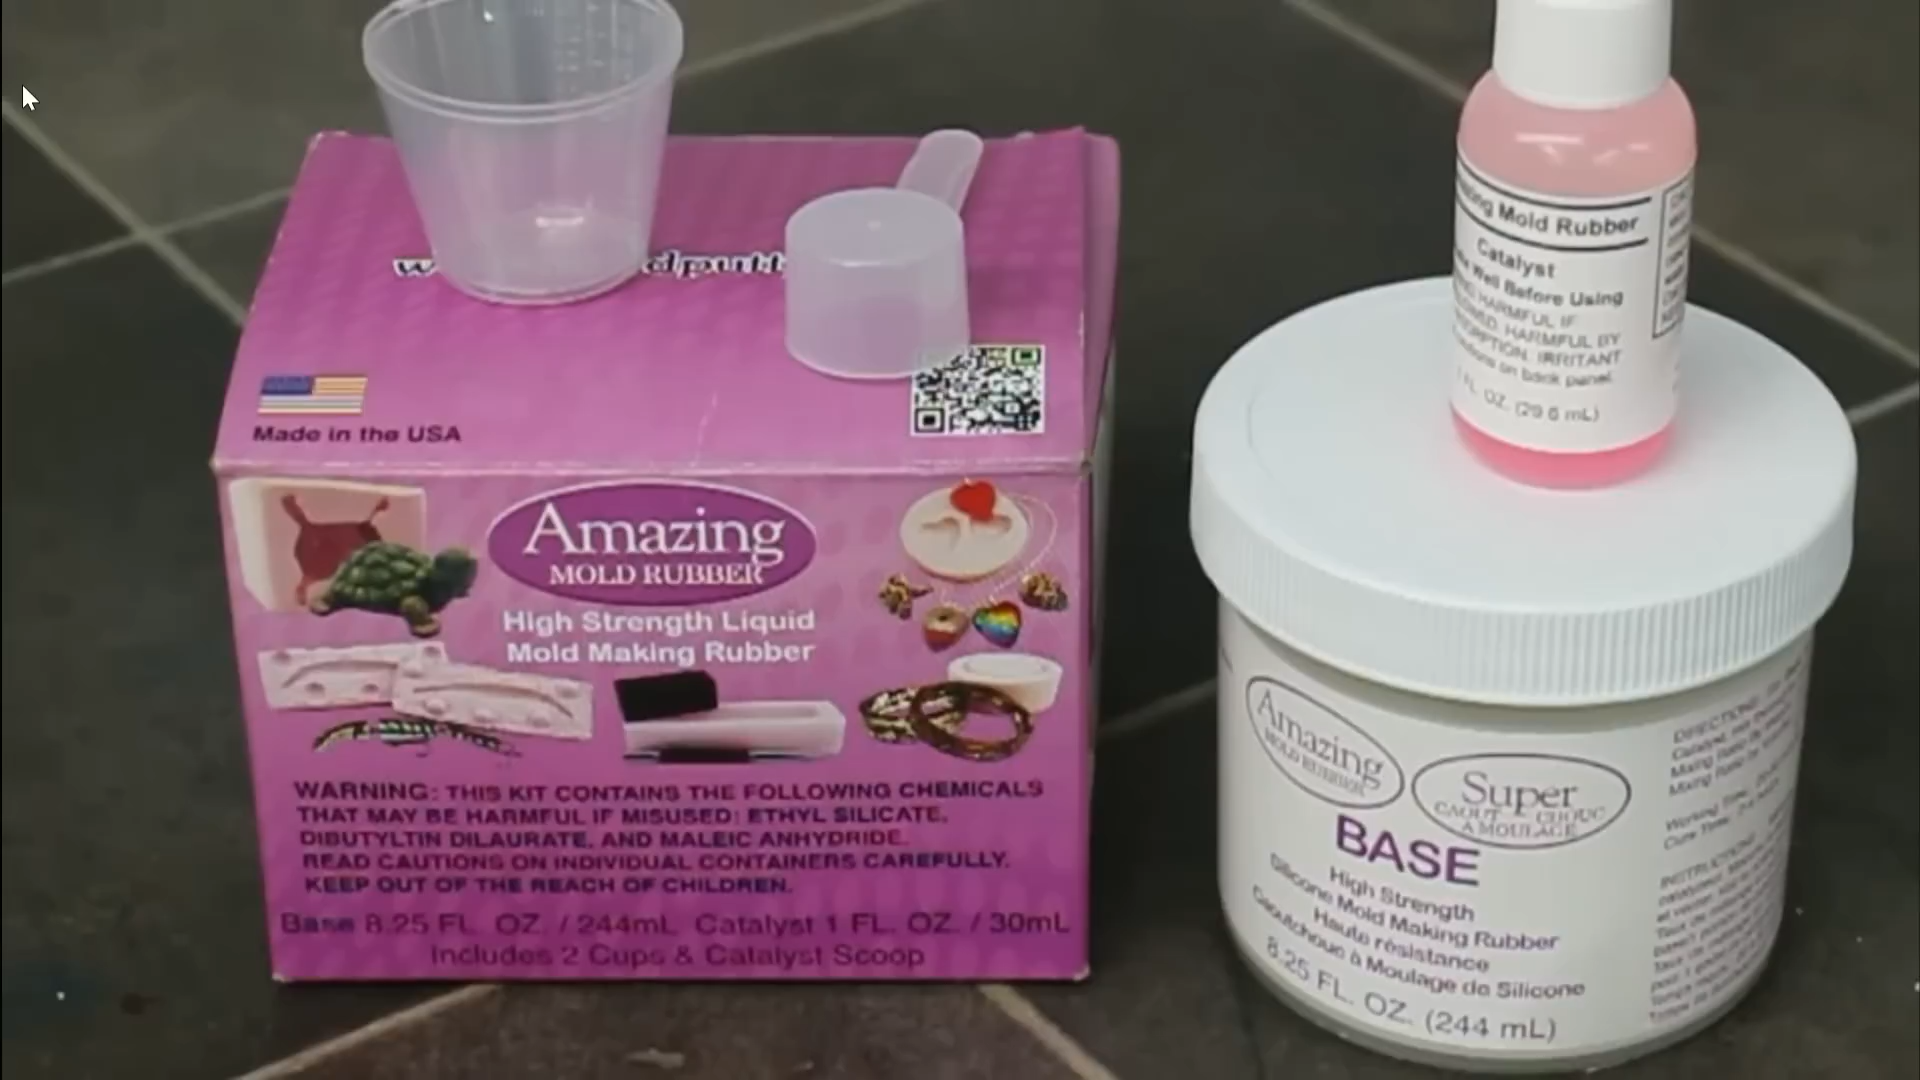 Made in the USA
Amazing
MOLD RUBBER
High Strength Liquid
Mold Making Rubber
WARNING: THIS KIT CONTAINS THE FOLLOWING CHEMICALS
THAT MAY BE HARMFUL IF MISUSED: ETHYL SILICATE,
DIBUTYLTIN DILAURATE, AND MALEIC ANHYDRIDE.
READ CAUTIONS ON INDIVIDUAL CONTAINERS CAREFULLY.
KEEP OUT OF THE REACH OF CHILDREN.
Base 8.25 FL. OZ. / 244mL Catalyst 1 FL. OZ. / 30mL
Includes 2 Cups & Catalyst Scoop
Mold Rubber
Catalyst
Well Before Using
HARMFUL IF
HARMFUL BY
IRRITANT
on back panel.
FL. OZ. (29.6 mL)
Amazing
MOLD RUBBER
Super
CAOUTCHOUC
A MOULAGE
BASE
High Strength
Silicone Mold Making Rubber
Haute résistance
Caoutchouc à Moulage de Silicone
8.25 FL. OZ. (244 mL)